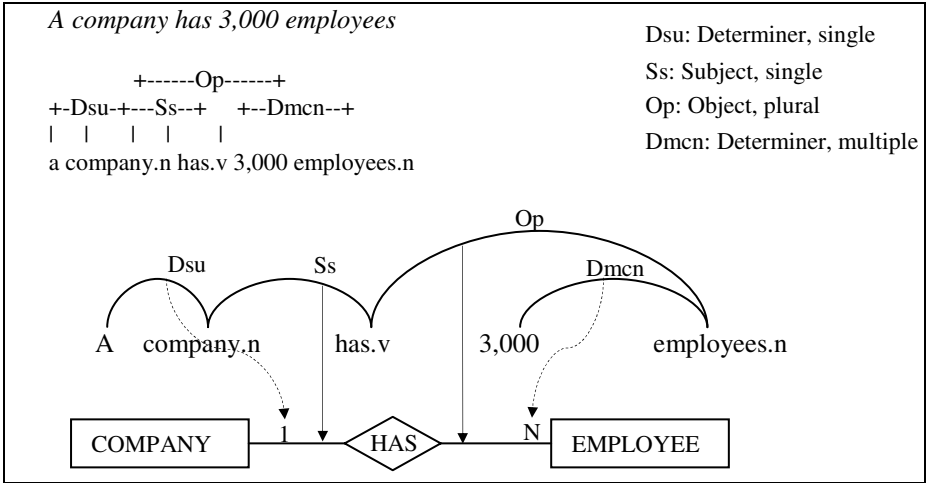 A company has 3,000 employees
Dsu: Determiner, single
Ss: Subject, single
Op: Object, plural
Dmcn: Determiner, multiple
+------Op------+
+-Dsu-+---Ss--+ +--Dmcn--+
| | | | |
a company.n has.v 3,000 employees.n
Op
Dsu Ss Dmcn
A company.n has.v 3,000 employees.n
COMPANY 1 HAS N EMPLOYEE